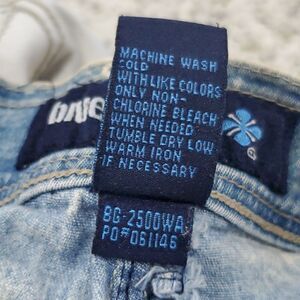 MACHINE WASH
COLD
WITH LIKE COLORS
ONLY NON-
CHLORINE BLEACH
WHEN NEEDED
TUMBLE DRY LOW
WARM IRON
IF NECESSARY
BG-2500WA
PO#061146